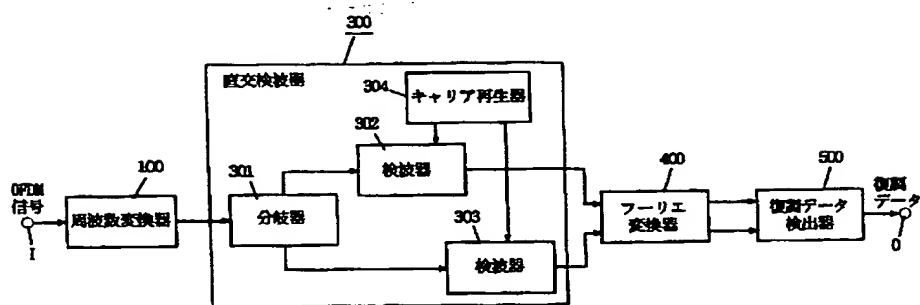 300
直交検波器
304
キャリア再生器
302
検波器
100
301
400
500
OFDM
信号
I
周波数変換器
分岐器
303
検波器
フーリエ
変換器
復調データ
検出器
復調
データ
O